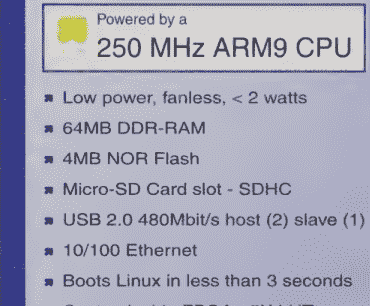 Powered by a
250 MHz ARM9 CPU
Low power, fanless, < 2 watts
64MB DDR-RAM
4MB NOR Flash
Micro-SD Card slot - SDHC
USB 2.0 480Mbit/s host (2) slave (1)
10/100 Ethernet
Boots Linux in less than 3 seconds